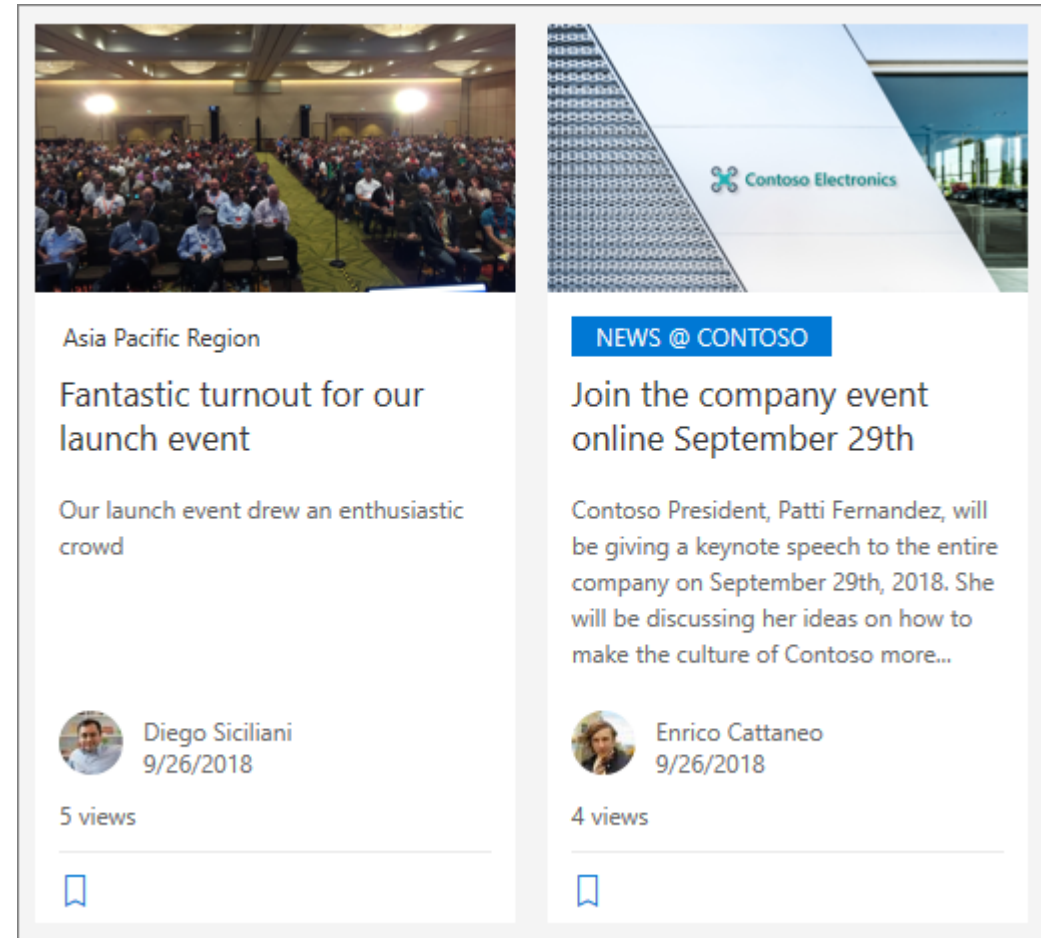 Contoso Electronics
Asia Pacific Region
Fantastic turnout for our
launch event
Our launch event drew an enthusiastic
crowd
Diego Siciliani
9/26/2018
5 views
NEWS @ CONTOSO
Join the company event
online September 29th
Contoso President, Patti Fernandez, will
be giving a keynote speech to the entire
company on September 29th, 2018. She
will be discussing her ideas on how to
make the culture of Contoso more...
Enrico Cattaneo
9/26/2018
4 views